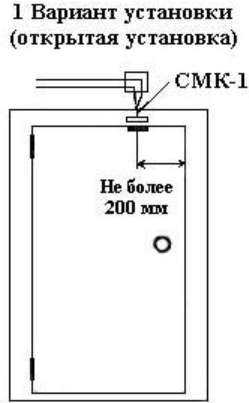 1 Вариант установки
(открытая установка)
СМК-1
Не более
200 мм